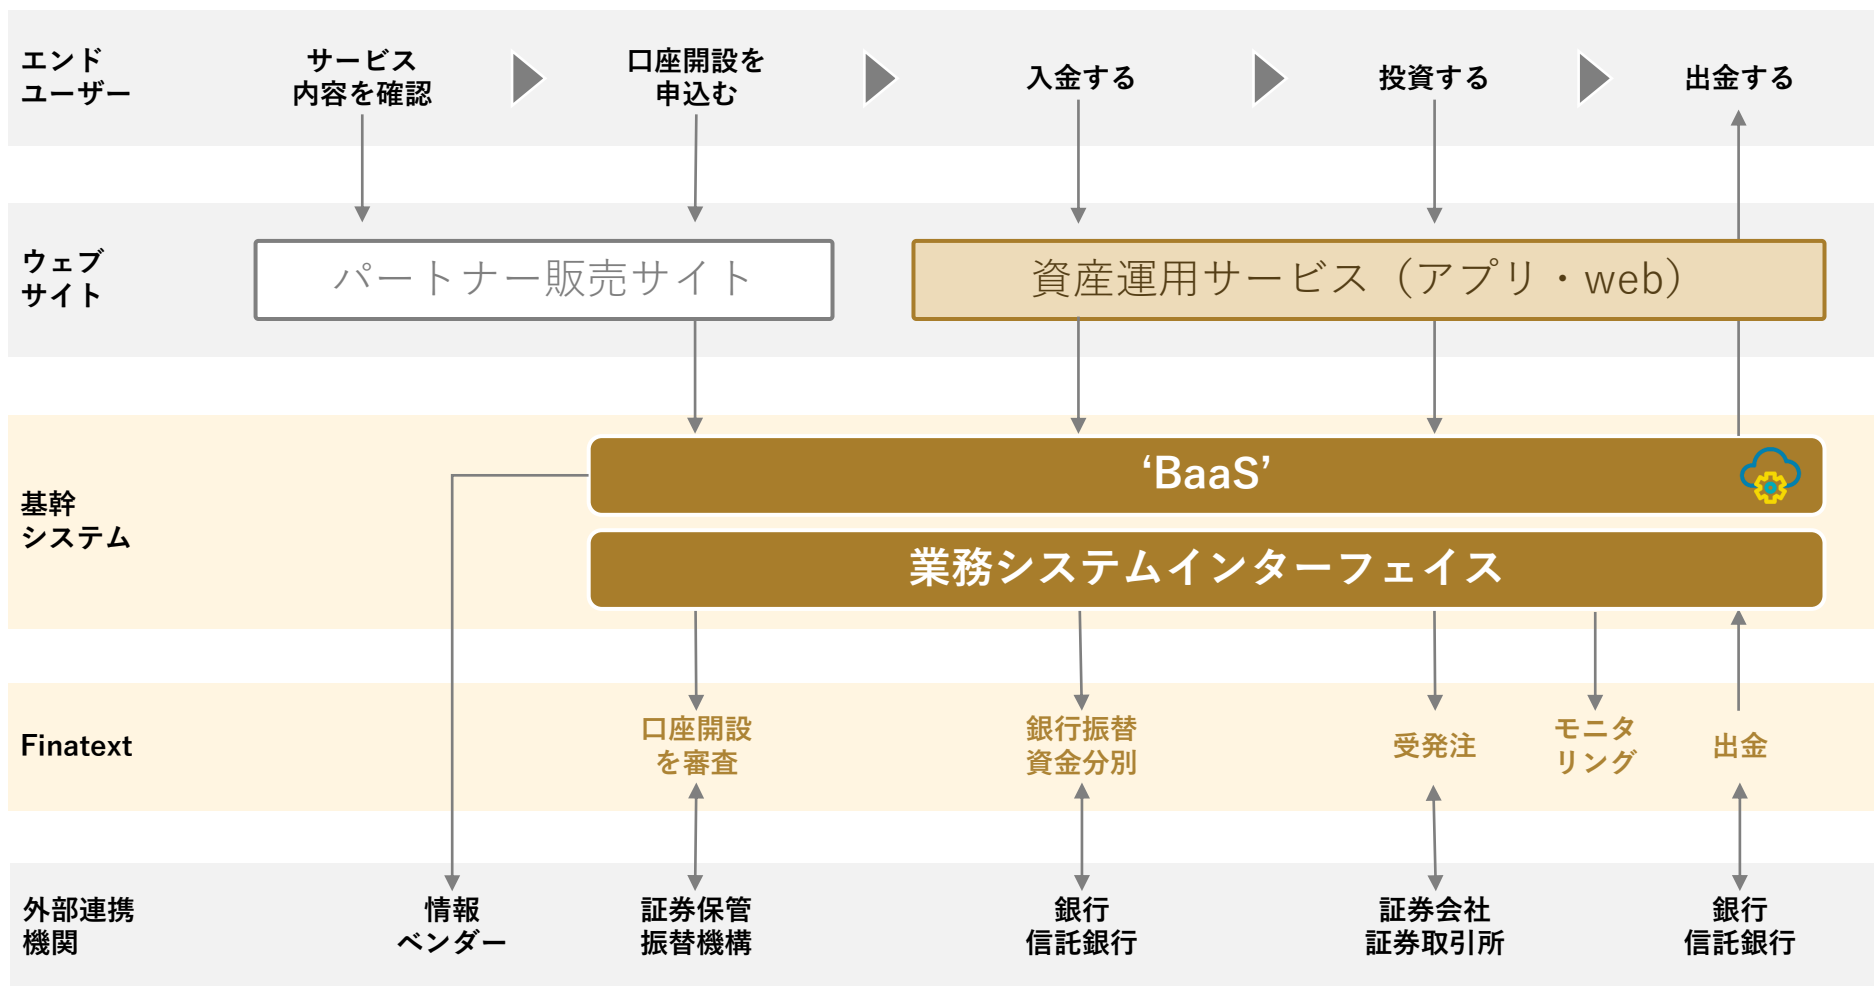 エンド
ユーザー
サービス
内容を確認
口座開設を
申込む
入金する
投資する
出金する
ウェブ
サイト
パートナー販売サイト
資産運用サービス（アプリ・web）
基幹
システム
‘BaaS’
業務システムインターフェイス
Finatext
口座開設
を審査
銀行振替
資金分別
受発注
モニタ
リング
出金
外部連携
機関
情報
ベンダー
証券保管
振替機構
銀行
信託銀行
証券会社
証券取引所
銀行
信託銀行